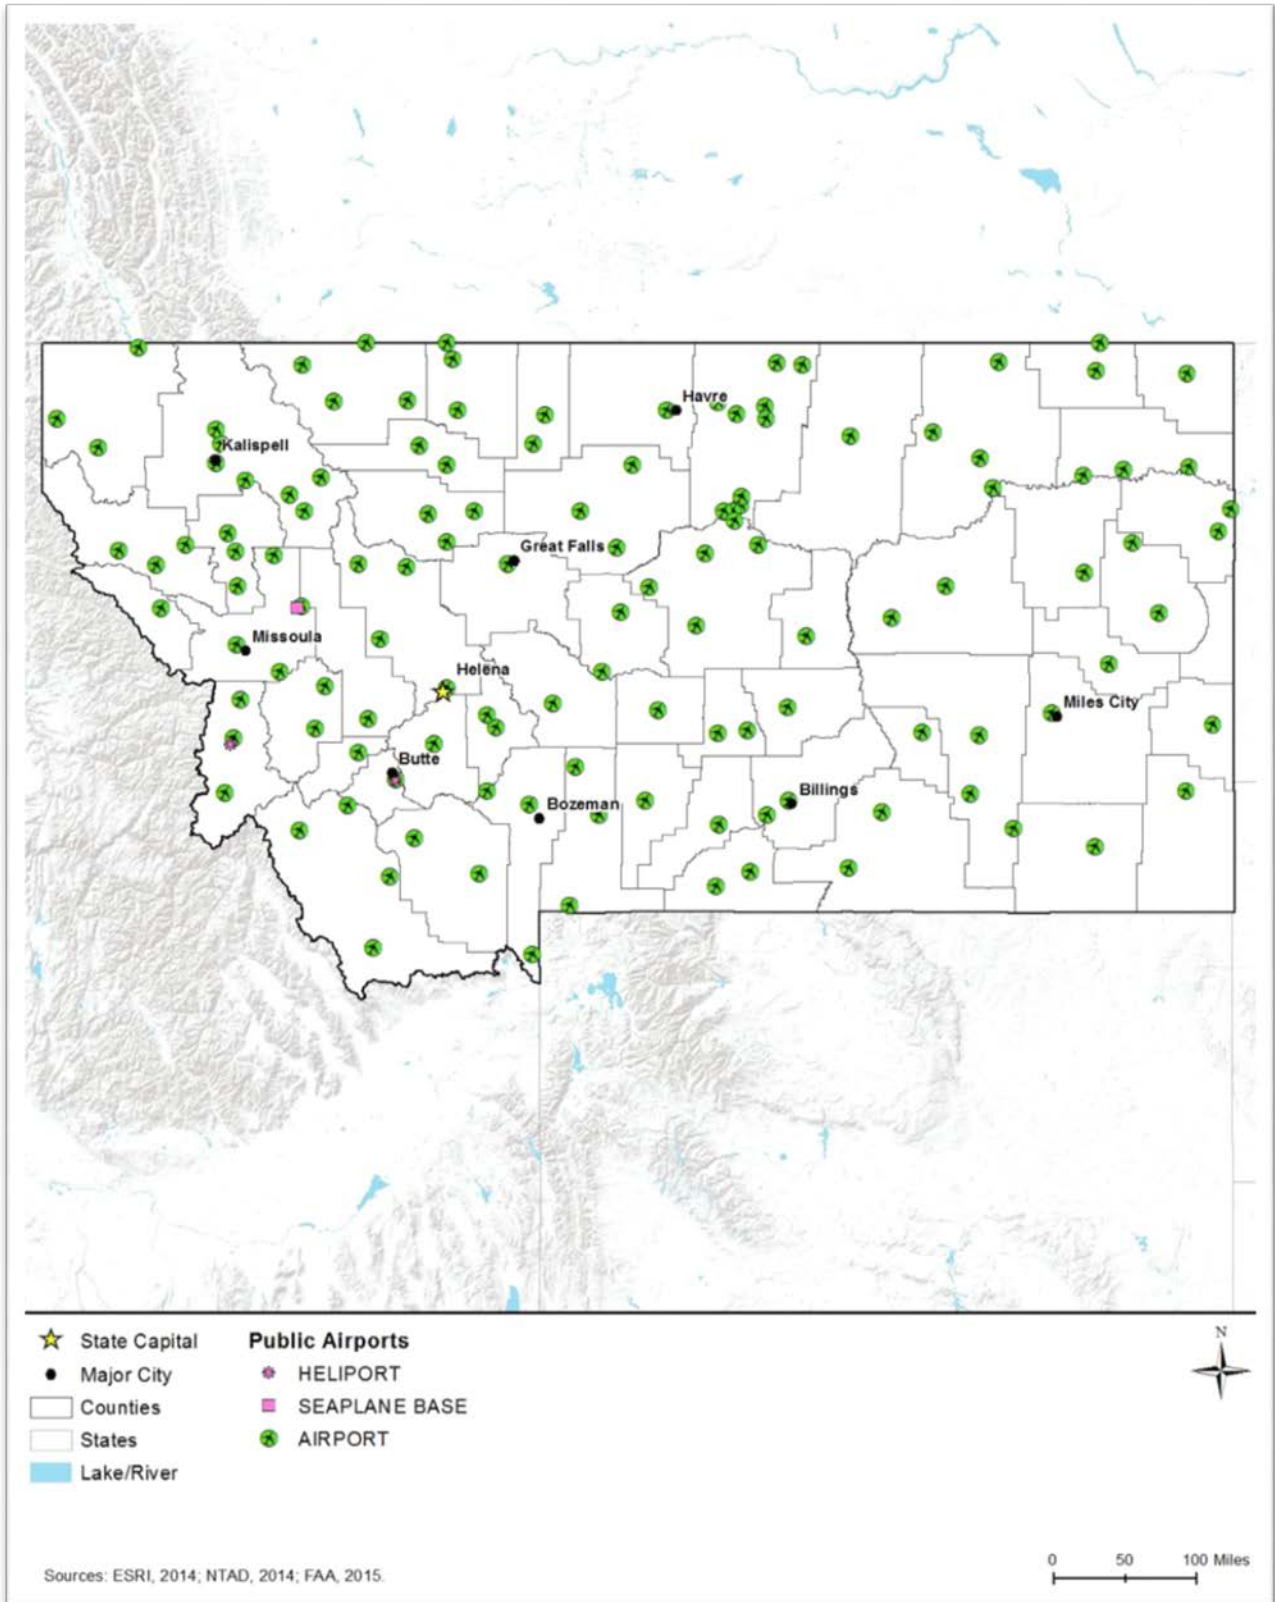 Havre
Kalispell
Great Falls
Missoula
Helena
Miles City
Butte
Billings
Bozeman
State Capital
Major City
Counties
States
Lake/River
Public Airports
HELIPORT
SEAPLANE BASE
AIRPORT
N
0 50 100 Miles
Sources: ESRI, 2014; NTAD, 2014; FAA, 2015.